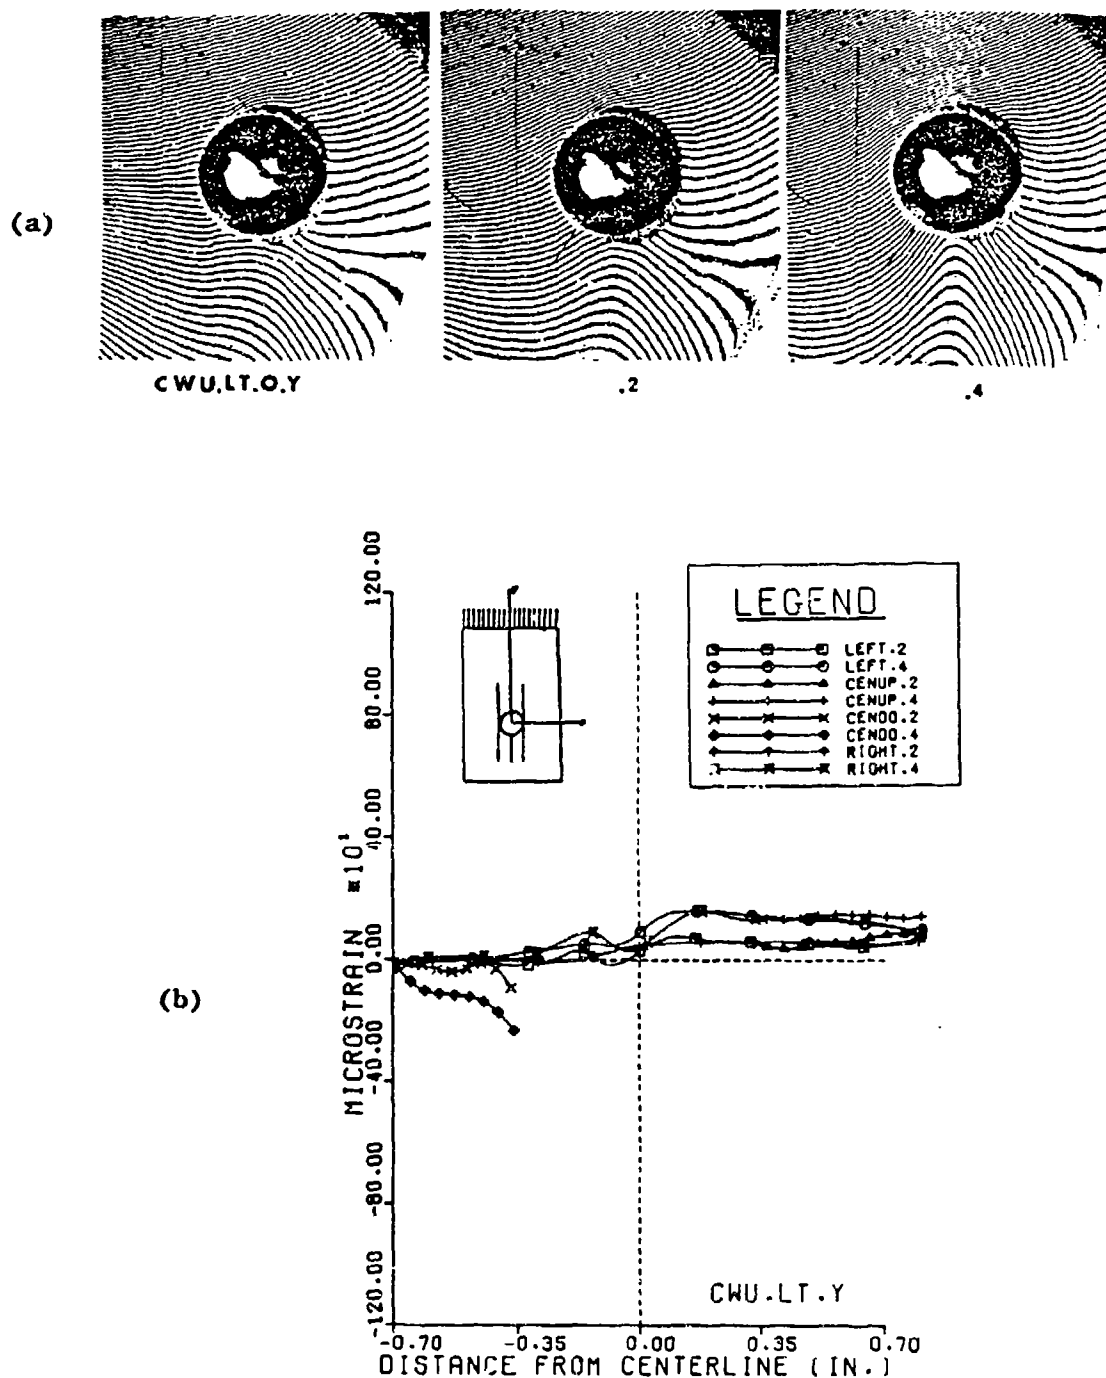 (a)
CWU.LT.O.Y
.2
.4
(b)
MICROSTRAIN *10¹
120.00
80.00
40.00
0.00
-40.00
-80.00
-120.00
LEGEND
LEFT.2
LEFT.4
CENUP.2
CENUP.4
CENDO.2
CENDO.4
RIGHT.2
RIGHT.4
CWU.LT.Y
-0.70 -0.35 0.00 0.35 0.70
DISTANCE FROM CENTERLINE (IN.)